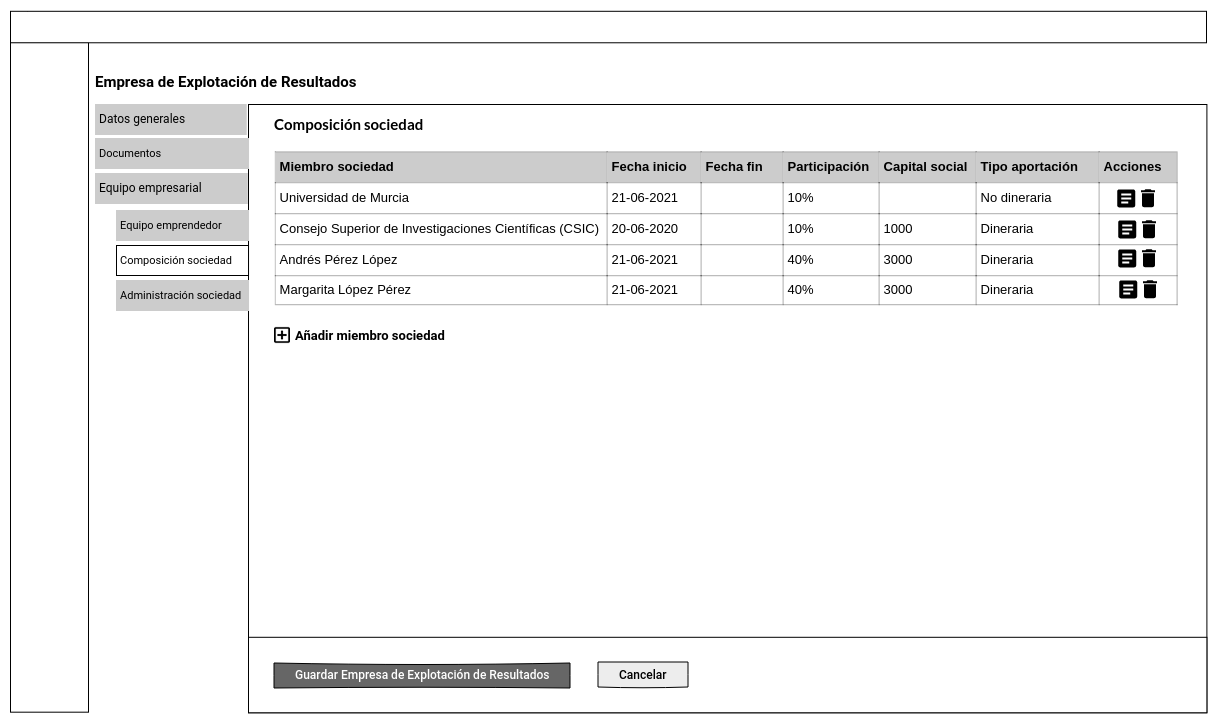 Empresa de Explotación de Resultados
Datos generales
Documentos
Equipo empresarial
Equipo emprendedor
Composición sociedad
Administración sociedad
Composición sociedad
Miembro sociedad Fecha inicio Fecha fin Participación Capital social Tipo aportación Acciones
Universidad de Murcia 21-06-2021 10% No dineraria
Consejo Superior de Investigaciones Científicas (CSIC) 20-06-2020 10% 1000 Dineraria
Andrés Pérez López 21-06-2021 40% 3000 Dineraria
Margarita López Pérez 21-06-2021 40% 3000 Dineraria
Añadir miembro sociedad
Guardar Empresa de Explotación de Resultados Cancelar